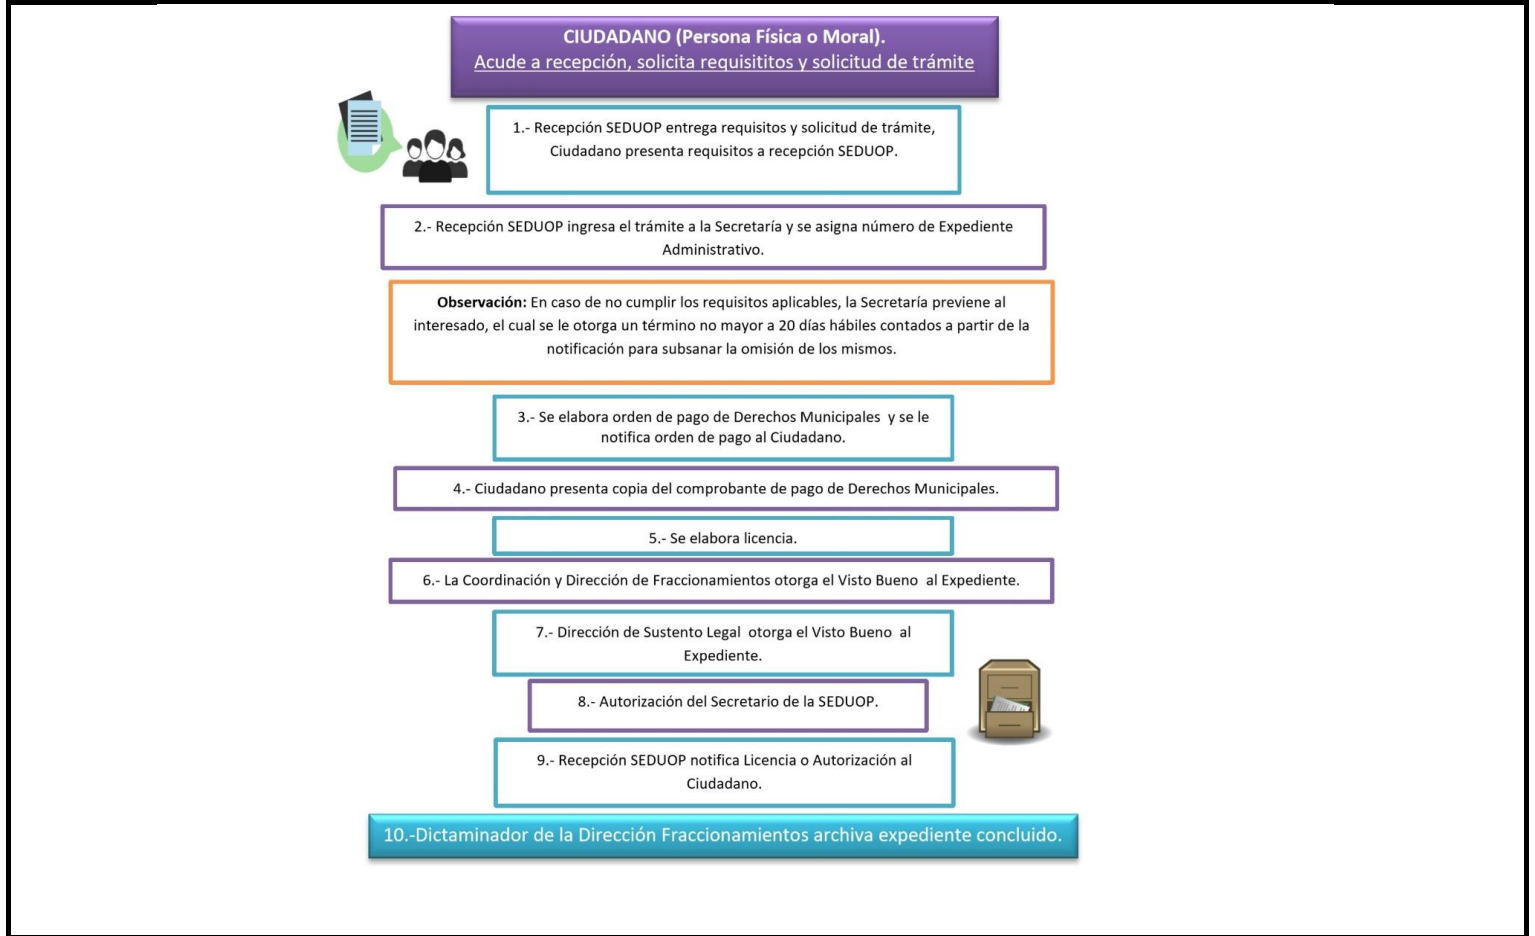 CIUDADANO (Persona Física o Moral).
Acude a recepción, solicita requisititos y solicitud de trámite
1.- Recepción SEDUOP entrega requisitos y solicitud de trámite,
Ciudadano presenta requisitos a recepción SEDUOP.
2.- Recepción SEDUOP ingresa el trámite a la Secretaría y se asigna número de Expediente
Administrativo.
Observación: En caso de no cumplir los requisitos aplicables, la Secretaría previene al
interesado, el cual se le otorga un término no mayor a 20 días hábiles contados a partir de la
notificación para subsanar la omisión de los mismos.
3.- Se elabora orden de pago de Derechos Municipales y se le
notifica orden de pago al Ciudadano.
4.- Ciudadano presenta copia del comprobante de pago de Derechos Municipales.
5.- Se elabora licencia.
6.- La Coordinación y Dirección de Fraccionamientos otorga el Visto Bueno al Expediente.
7.- Dirección de Sustento Legal otorga el Visto Bueno al
Expediente.
8.- Autorización del Secretario de la SEDUOP.
9.- Recepción SEDUOP notifica Licencia o Autorización al
Ciudadano.
10.-Dictaminador de la Dirección Fraccionamientos archiva expediente concluido.